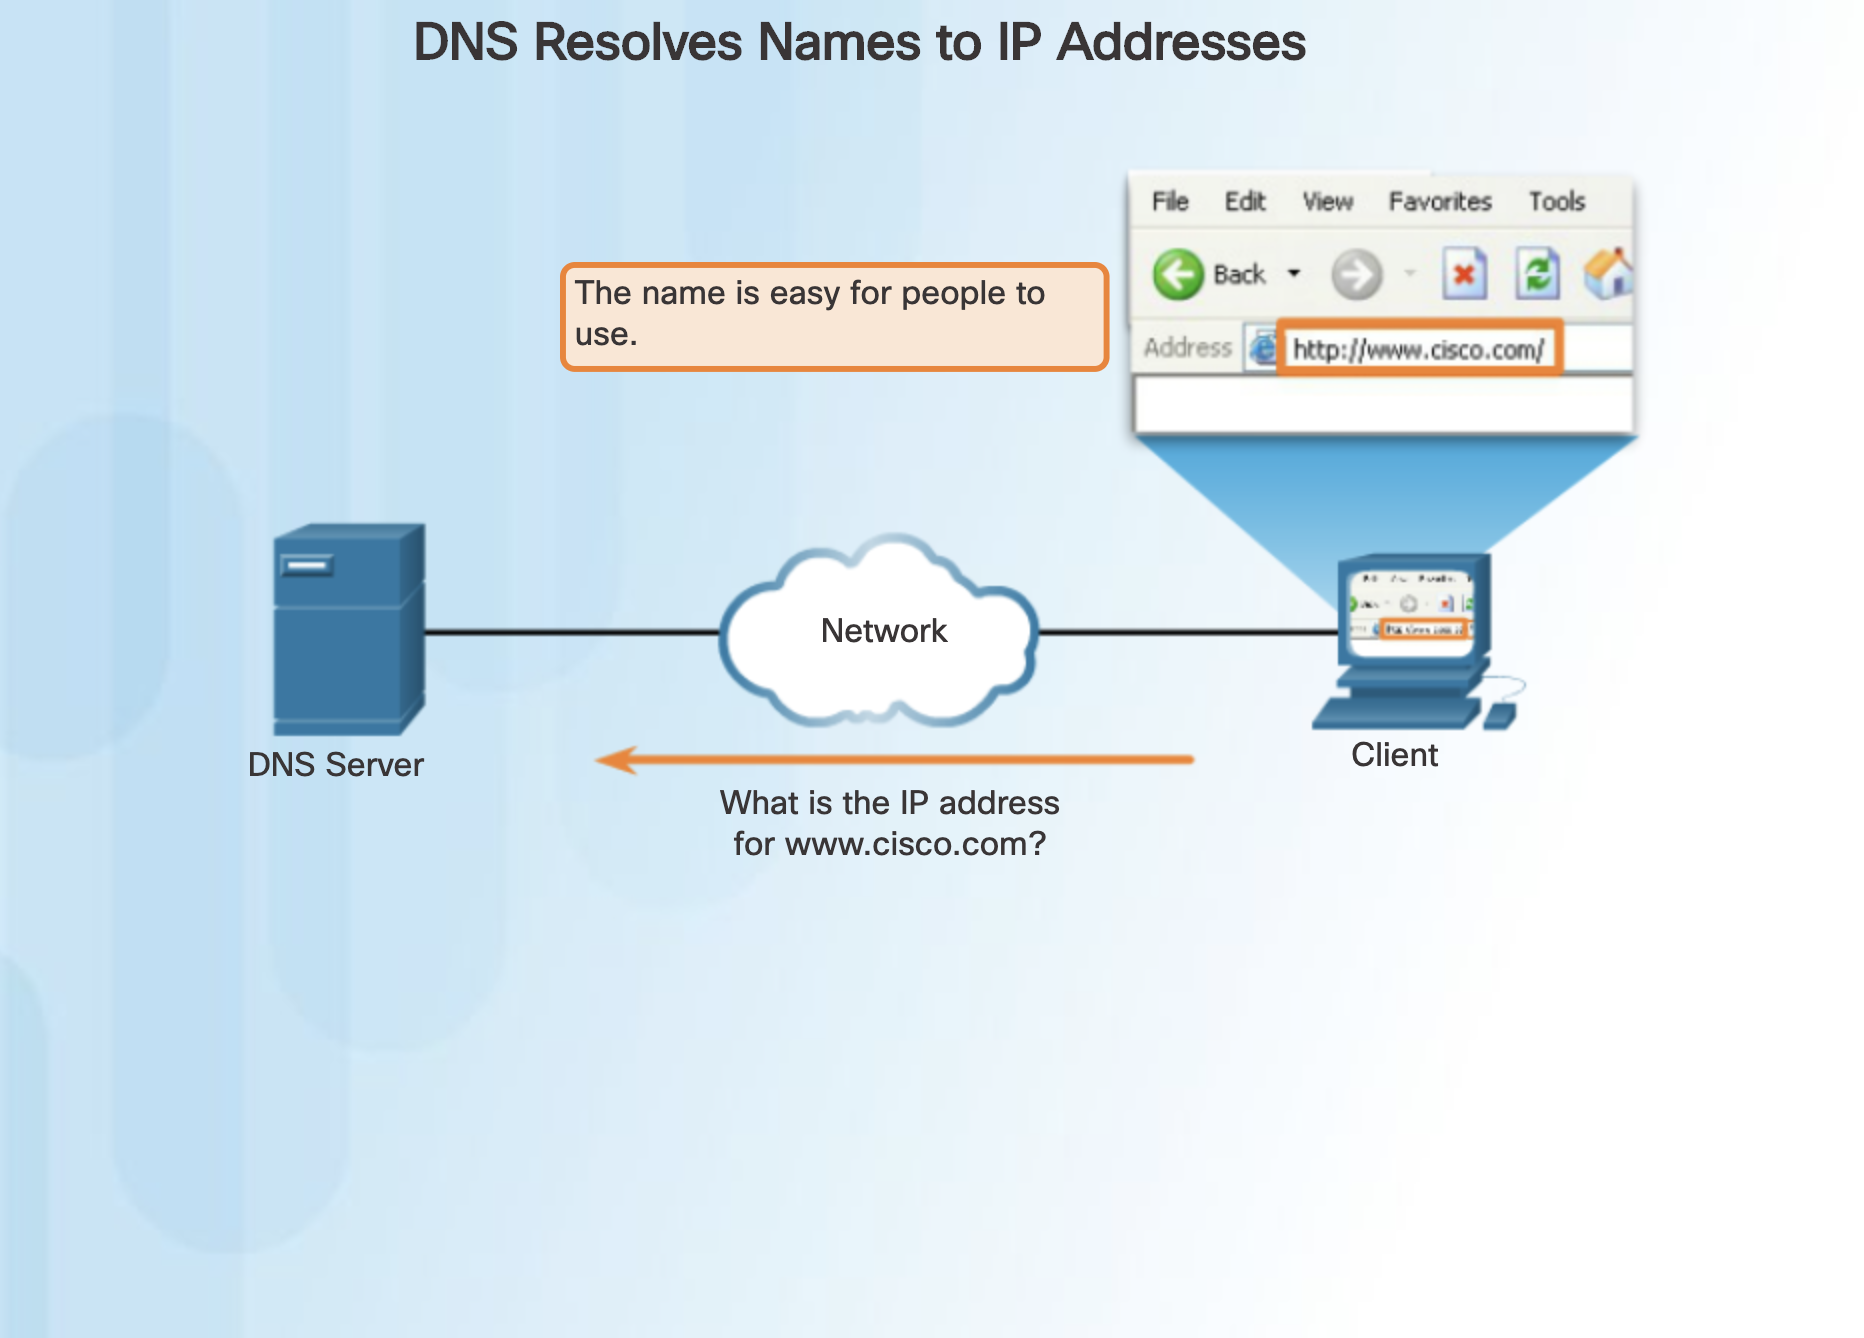 DNS Resolves Names to IP Addresses
File Edit View Favorites Tools
The name is easy for people to
use.
Back
Address http://www.cisco.com/
Network
DNS Server
Client
What is the IP address
for www.cisco.com?